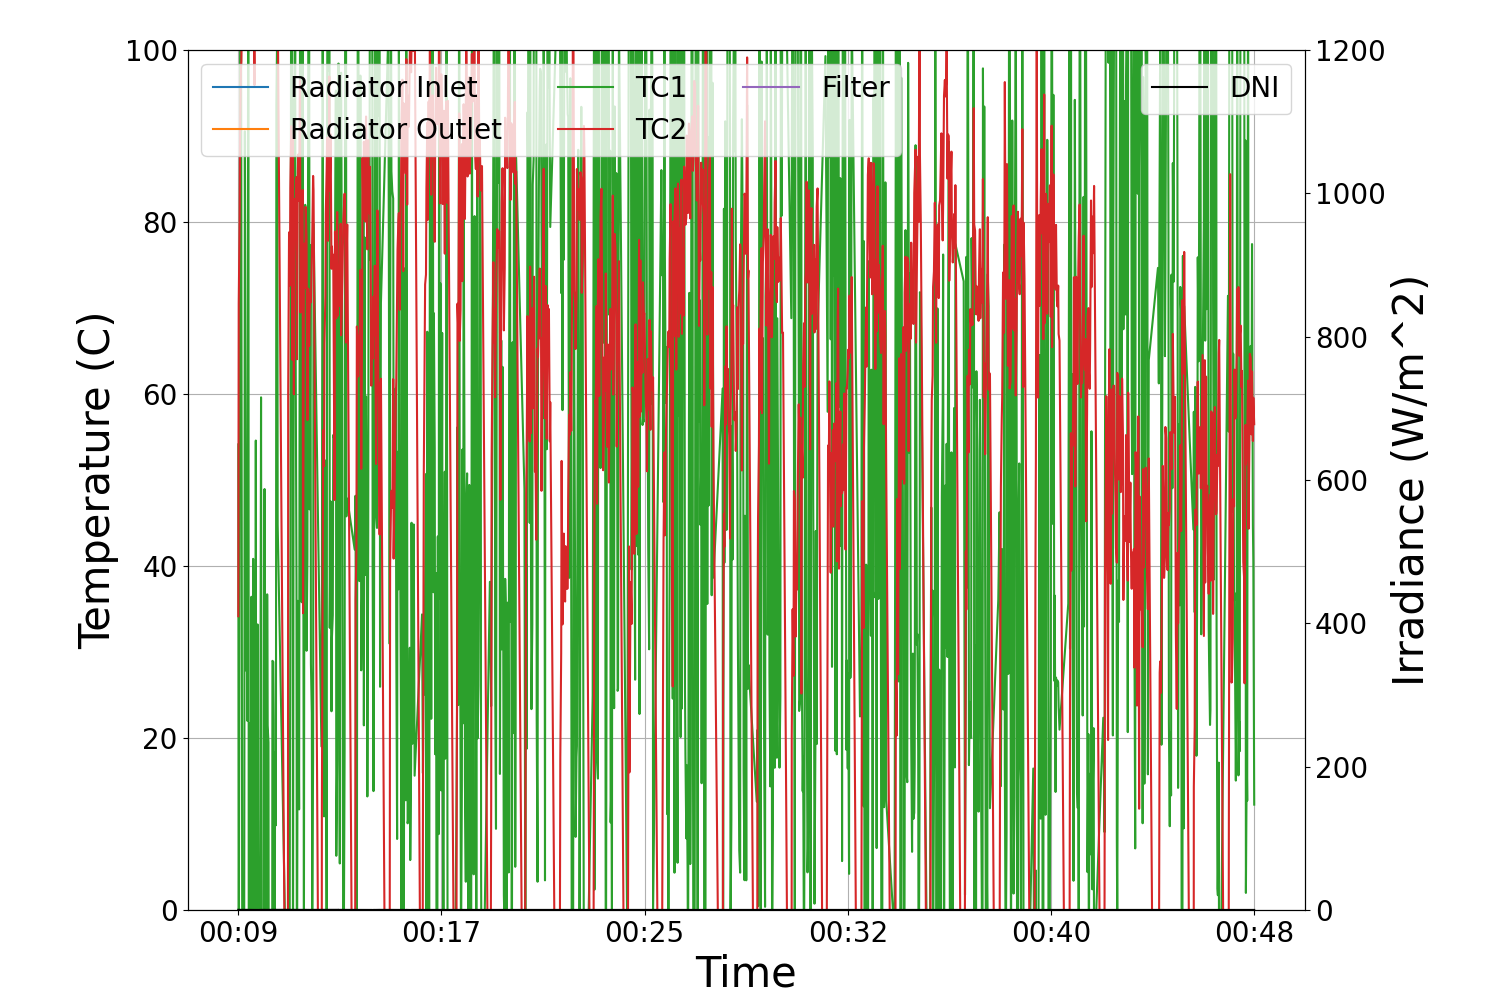 Temperature (C)
100
80
60
40
20
0
Radiator Inlet
Radiator Outlet
TC1
TC2
Filter
DNI
1200
1000
800
600
400
200
0
Irradiance (W/m^2)
00:09 00:17 00:25 00:32 00:40 00:48
Time